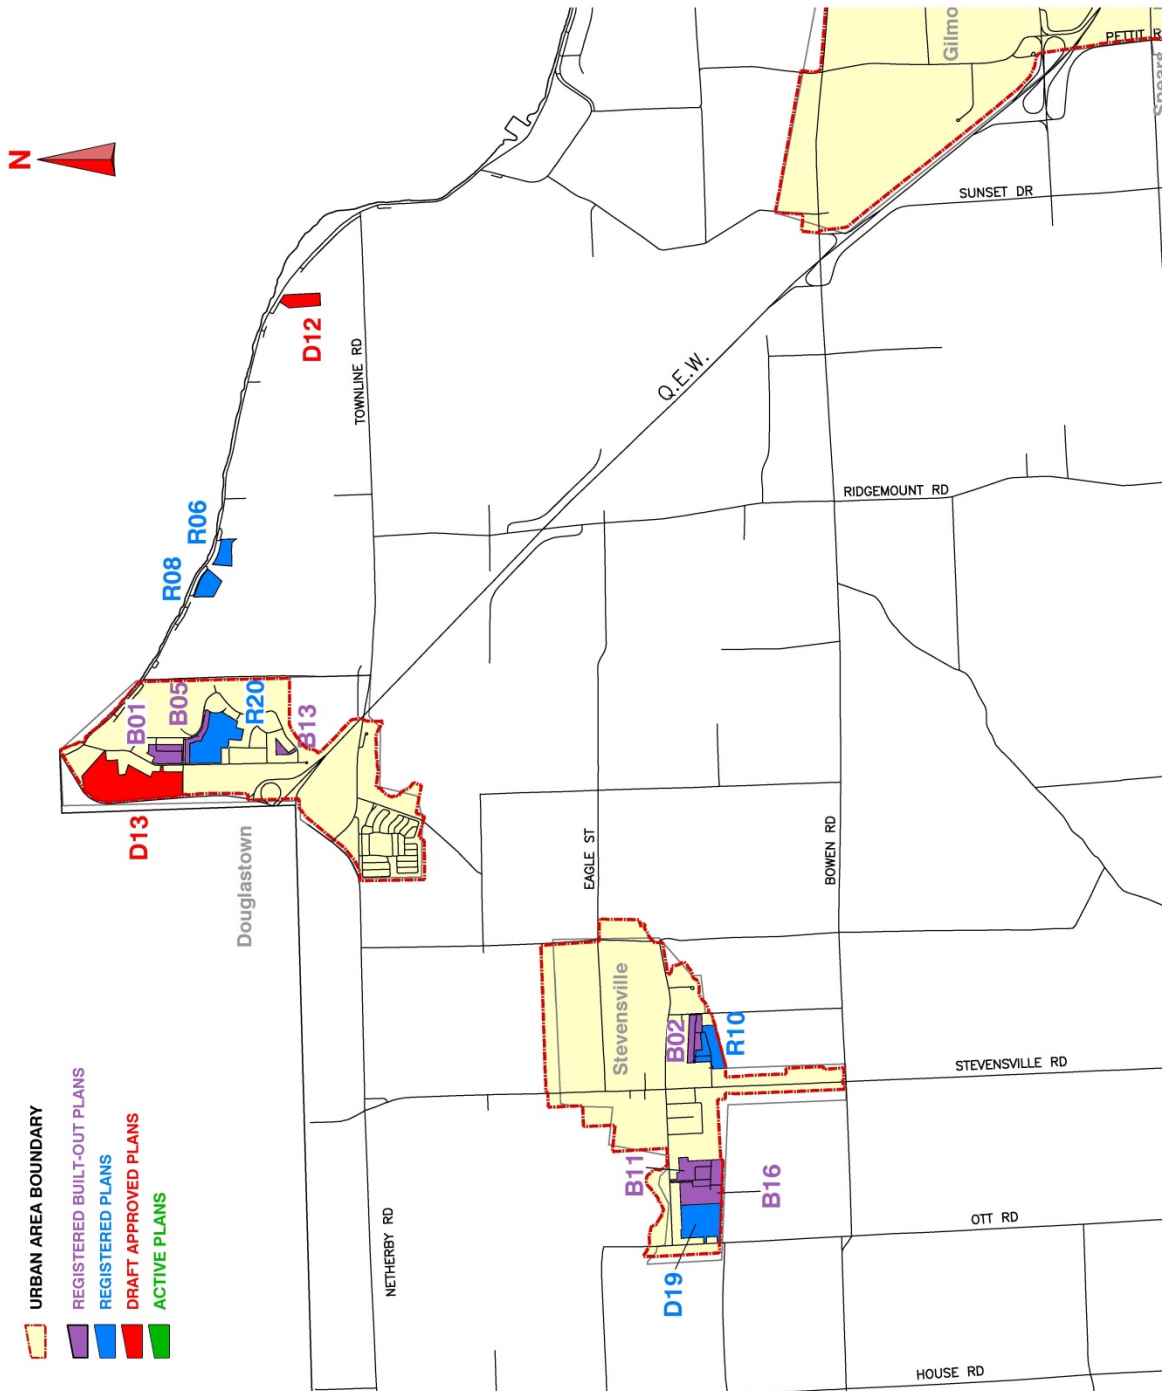 N
URBAN AREA BOUNDARY
REGISTERED BUILT-OUT PLANS
REGISTERED PLANS
DRAFT APPROVED PLANS
ACTIVE PLANS
D13
B01
B05
R20
B13
R08
R06
D12
Douglastown
TOWNLINE RD
Q.E.W.
Gilmo
PETTIT R
SUNSET DR
RIDGEMOUNT RD
EAGLE ST
BOWEN RD
Stevensville
B02
R10
STEVENSVILLE RD
B11
B16
D19
NETHERBY RD
OTT RD
HOUSE RD